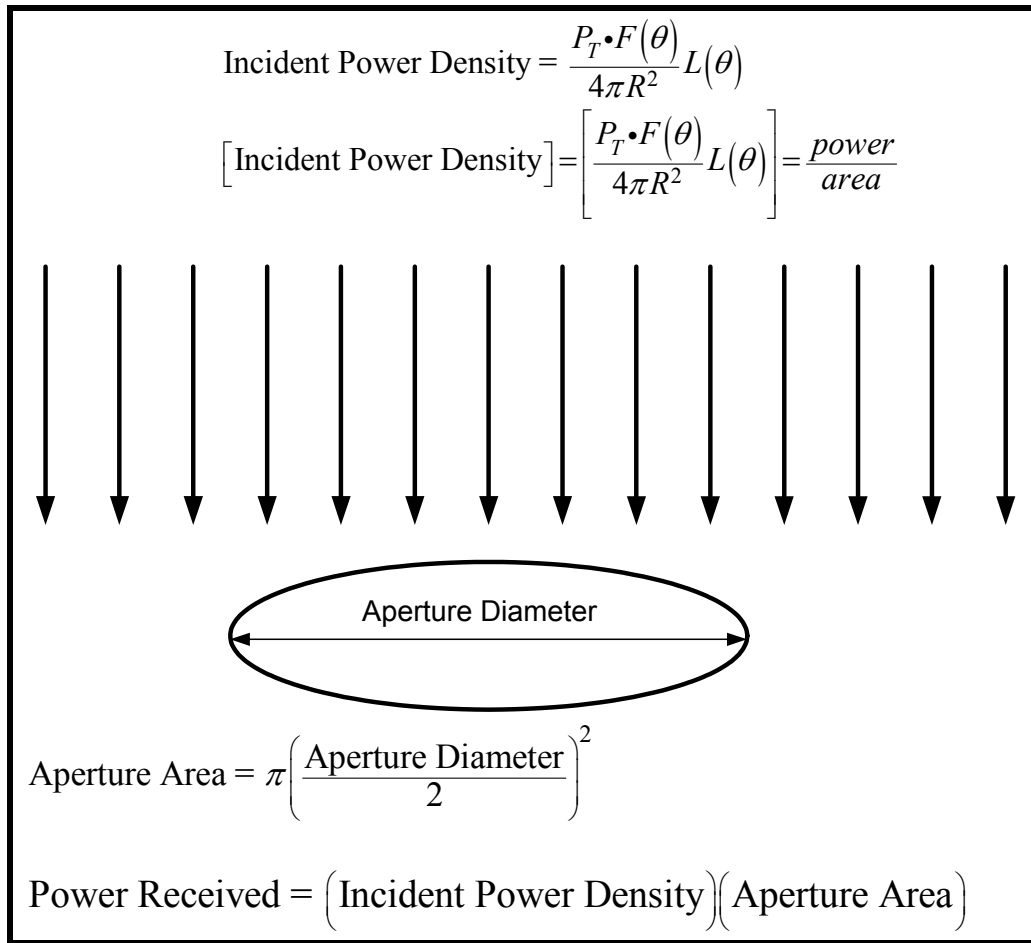 Incident Power Density = P_T•F(θ)/4πR² L(θ)
[Incident Power Density] = [P_T•F(θ)/4πR² L(θ)] = power/area
Aperture Diameter
Aperture Area = π(Aperture Diameter/2)²
Power Received = (Incident Power Density)(Aperture Area)